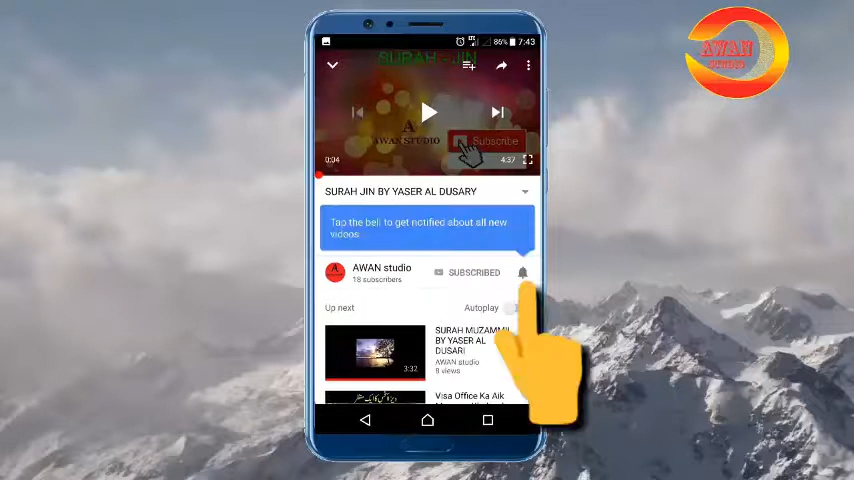 86% 7:43
SURAH JIN
AWAN
STUDIO
A
AWAN STUDIO
Subscribe
0:04
4:37
SURAH JIN BY YASER AL DUSARY
Tap the bell to get notified about all new
videos.
A
AWAN studio
18 subscribers
SUBSCRIBED
Up next
Autoplay
SURAH MUZAMMIL
BY YASER AL
DUSARI
AWAN studio
8 views
3:32
Visa Office Ka Aik